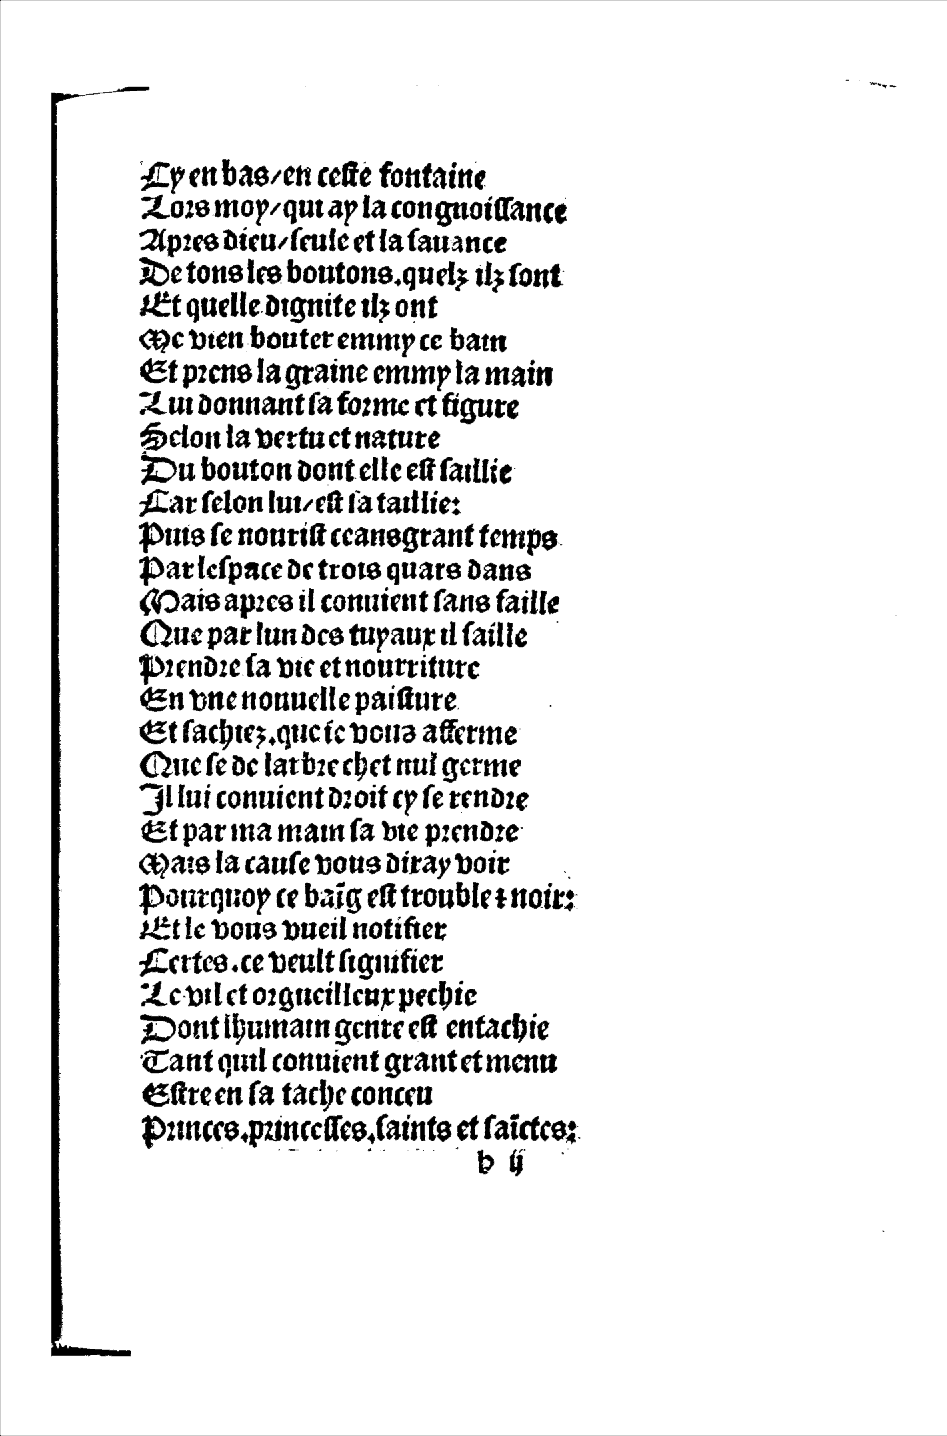 Cy en bas/en ceste fontaine
Lors moy/qui ay la congnoissance
Apres dieu/seule et la sauance
De tous les boutons.quelz ilz sont
Et quelle dignite ilz ont
Me vien bouter emmy ce bain
Et prens la graine emmy la main
Lui donnant sa forme et figure
Selon la vertu et nature
Du bouton dont elle est saillie
Car selon lui/est sa taillie:
Puis se nourist ceans grant temps
Par lespace de trois quars dans
Mais apres il conuient sans faille
Que par lun des tuyaux il saille
Prendre sa vie et nourriture
En vne nouuelle paisture
Et sachiez.que ie vous afferme
Que se de larbre chet nul germe
Il lui conuient droit cy se rendre
Et par ma main sa vie prendre
Mais la cause vous diray voir
Pourquoy ce baīg est trouble ⁊ noir:
Et le vous vueil notifier
Certes.ce veult signifier
Le vil et orgueilleux pechie
Dont lhumain genre est entachie
Tant quil conuient grant et menu
Estre en sa tache conceu
Princes.princesses.saints et saīctes:
b ij